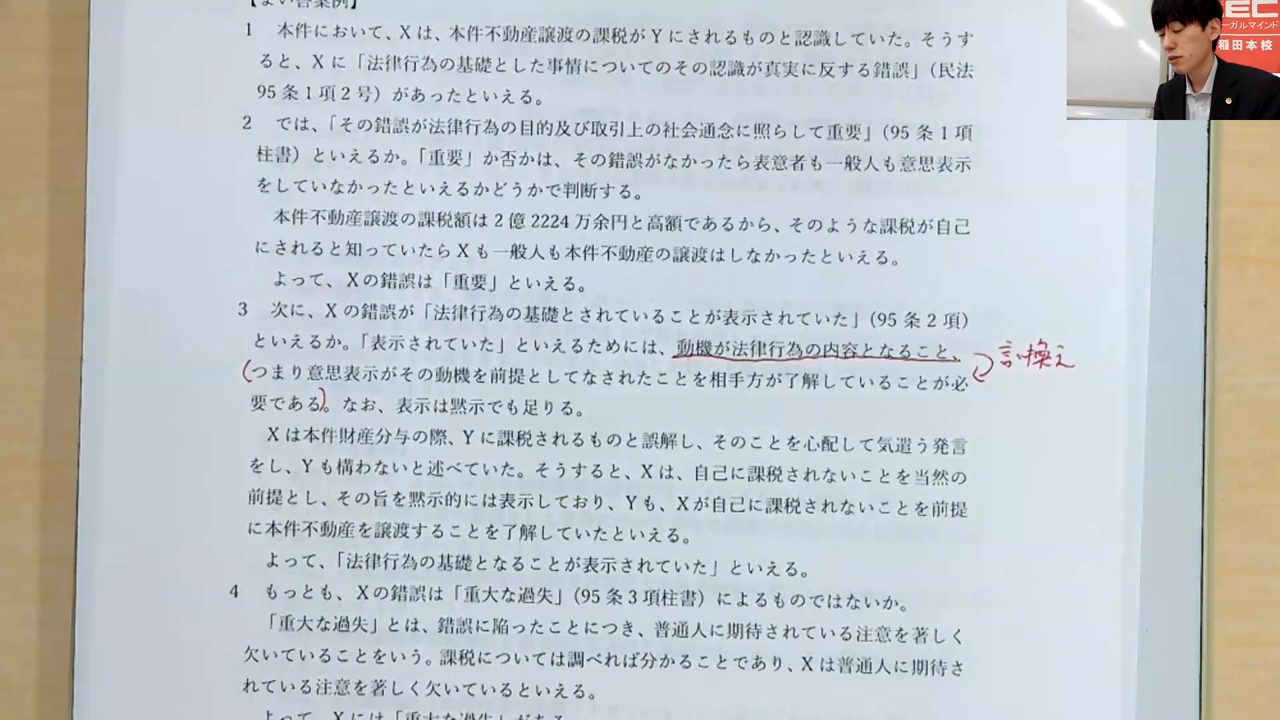 【よい答案例】
1 本件において、Xは、本件不動産譲渡の課税がYにされるものと認識していた。そうす
ると、Xに「法律行為の基礎とした事情についてのその認識が真実に反する錯誤」（民法
95条1項2号）があったといえる。
2 では、「その錯誤が法律行為の目的及び取引上の社会通念に照らして重要」（95条1項
柱書）といえるか。「重要」か否かは、その錯誤がなかったら表意者も一般人も意思表示
をしていなかったといえるかどうかで判断する。
本件不動産譲渡の課税額は2億2224万余円と高額であるから、そのような課税が自己
にされると知っていたらXも一般人も本件不動産の譲渡はしなかったといえる。
よって、Xの錯誤は「重要」といえる。
3 次に、Xの錯誤が「法律行為の基礎とされていることが表示されていた」（95条2項）
といえるか。「表示されていた」といえるためには、動機が法律行為の内容となること、
言い換え
(つまり意思表示がその動機を前提としてなされたことを相手方が了解していることが必
要である)。なお、表示は黙示でも足りる。
Xは本件財産分与の際、Yに課税されるものと誤解し、そのことを心配して気遣う発言
をし、Yも構わないと述べていた。そうすると、Xは、自己に課税されないことを当然の
前提とし、その旨を黙示的には表示しており、Yも、Xが自己に課税されないことを前提
に本件不動産を譲渡することを了解していたといえる。
よって、「法律行為の基礎となることが表示されていた」といえる。
4 もっとも、Xの錯誤は「重大な過失」（95条3項柱書）によるものではないか。
「重大な過失」とは、錯誤に陥ったことにつき、普通人に期待されている注意を著しく
欠いていることをいう。課税については調べれば分かることであり、Xは普通人に期待さ
れている注意を著しく欠いているといえる。
よって、Xには「重大な過失」がある
EC
ーガルマインド
稲田本校